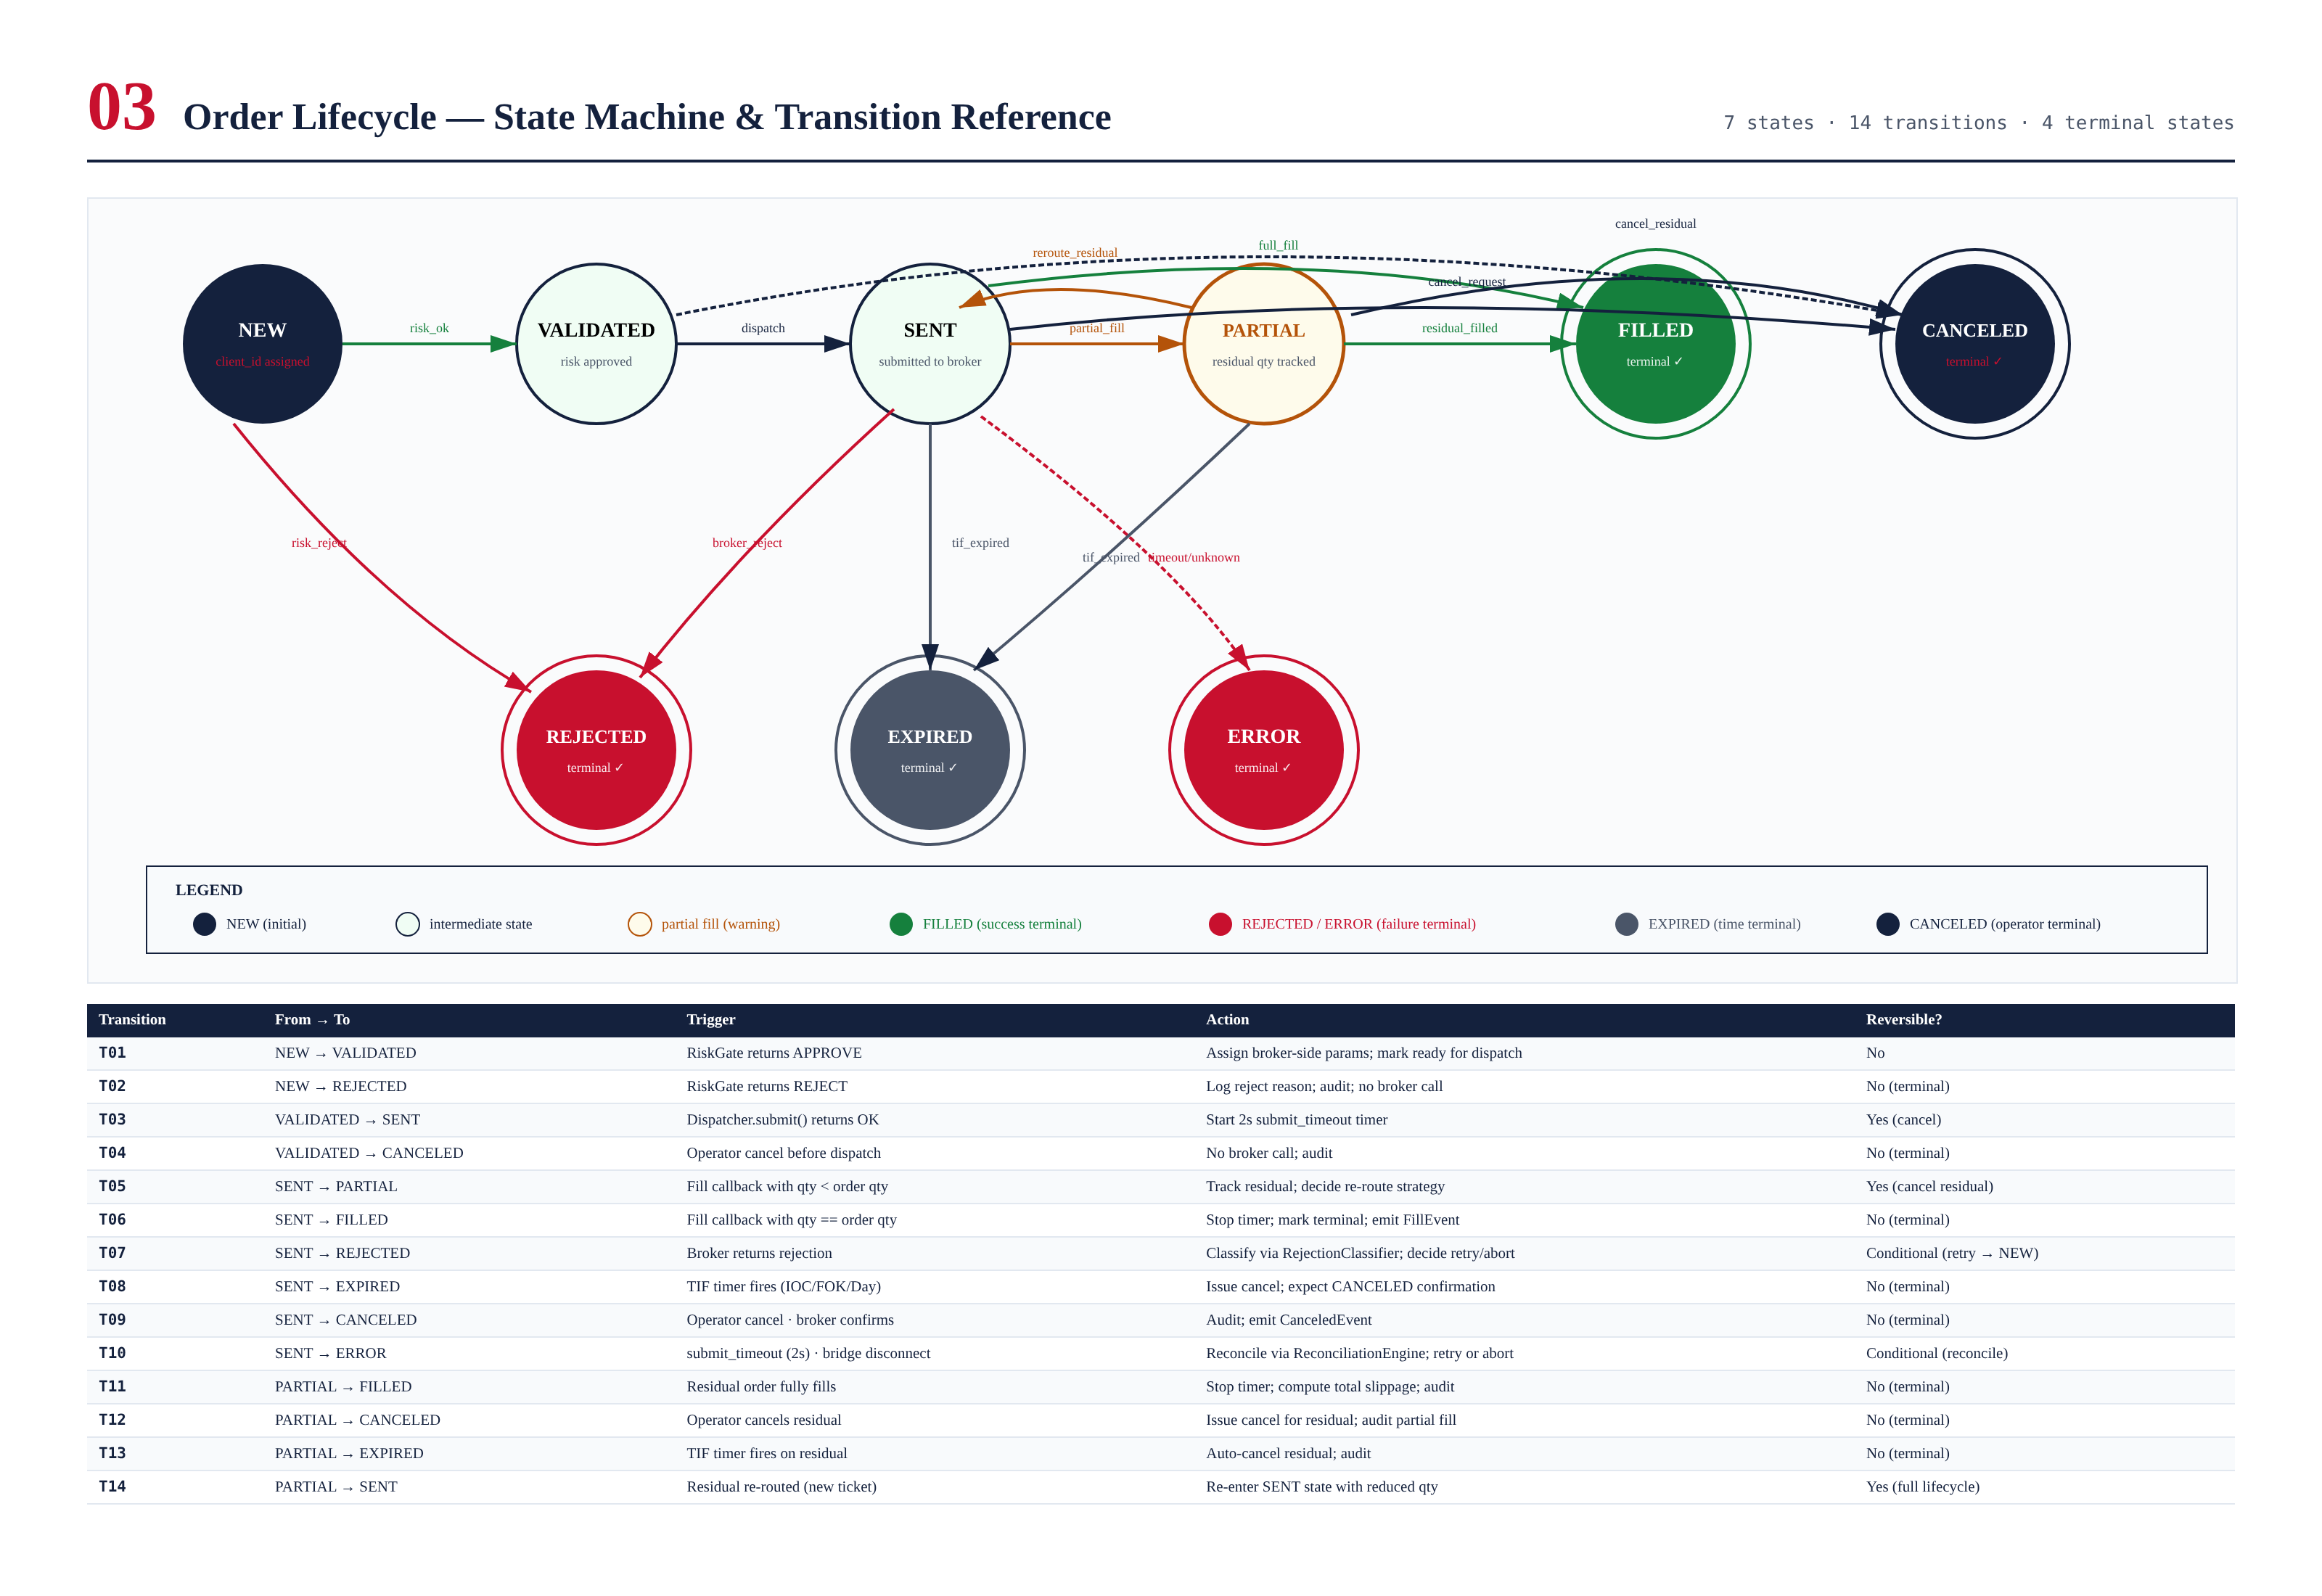 03 Order Lifecycle — State Machine & Transition Reference
7 states · 14 transitions · 4 terminal states
cancel_residual
reroute_residual
full_fill
cancel_request
NEW
client_id assigned
risk_ok
VALIDATED
risk approved
dispatch
SENT
submitted to broker
partial_fill
PARTIAL
residual qty tracked
residual_filled
FILLED
terminal ✓
CANCELED
terminal ✓
risk_reject
broker_reject
tif_expired
tif_expired
timeout/unknown
REJECTED
terminal ✓
EXPIRED
terminal ✓
ERROR
terminal ✓
LEGEND
NEW (initial)
intermediate state
partial fill (warning)
FILLED (success terminal)
REJECTED / ERROR (failure terminal)
EXPIRED (time terminal)
CANCELED (operator terminal)
Transition From → To Trigger Action Reversible?
T01 NEW → VALIDATED RiskGate returns APPROVE Assign broker-side params; mark ready for dispatch No
T02 NEW → REJECTED RiskGate returns REJECT Log reject reason; audit; no broker call No (terminal)
T03 VALIDATED → SENT Dispatcher.submit() returns OK Start 2s submit_timeout timer Yes (cancel)
T04 VALIDATED → CANCELED Operator cancel before dispatch No broker call; audit No (terminal)
T05 SENT → PARTIAL Fill callback with qty < order qty Track residual; decide re-route strategy Yes (cancel residual)
T06 SENT → FILLED Fill callback with qty == order qty Stop timer; mark terminal; emit FillEvent No (terminal)
T07 SENT → REJECTED Broker returns rejection Classify via RejectionClassifier; decide retry/abort Conditional (retry → NEW)
T08 SENT → EXPIRED TIF timer fires (IOC/FOK/Day) Issue cancel; expect CANCELED confirmation No (terminal)
T09 SENT → CANCELED Operator cancel · broker confirms Audit; emit CanceledEvent No (terminal)
T10 SENT → ERROR submit_timeout (2s) · bridge disconnect Reconcile via ReconciliationEngine; retry or abort Conditional (reconcile)
T11 PARTIAL → FILLED Residual order fully fills Stop timer; compute total slippage; audit No (terminal)
T12 PARTIAL → CANCELED Operator cancels residual Issue cancel for residual; audit partial fill No (terminal)
T13 PARTIAL → EXPIRED TIF timer fires on residual Auto-cancel residual; audit No (terminal)
T14 PARTIAL → SENT Residual re-routed (new ticket) Re-enter SENT state with reduced qty Yes (full lifecycle)